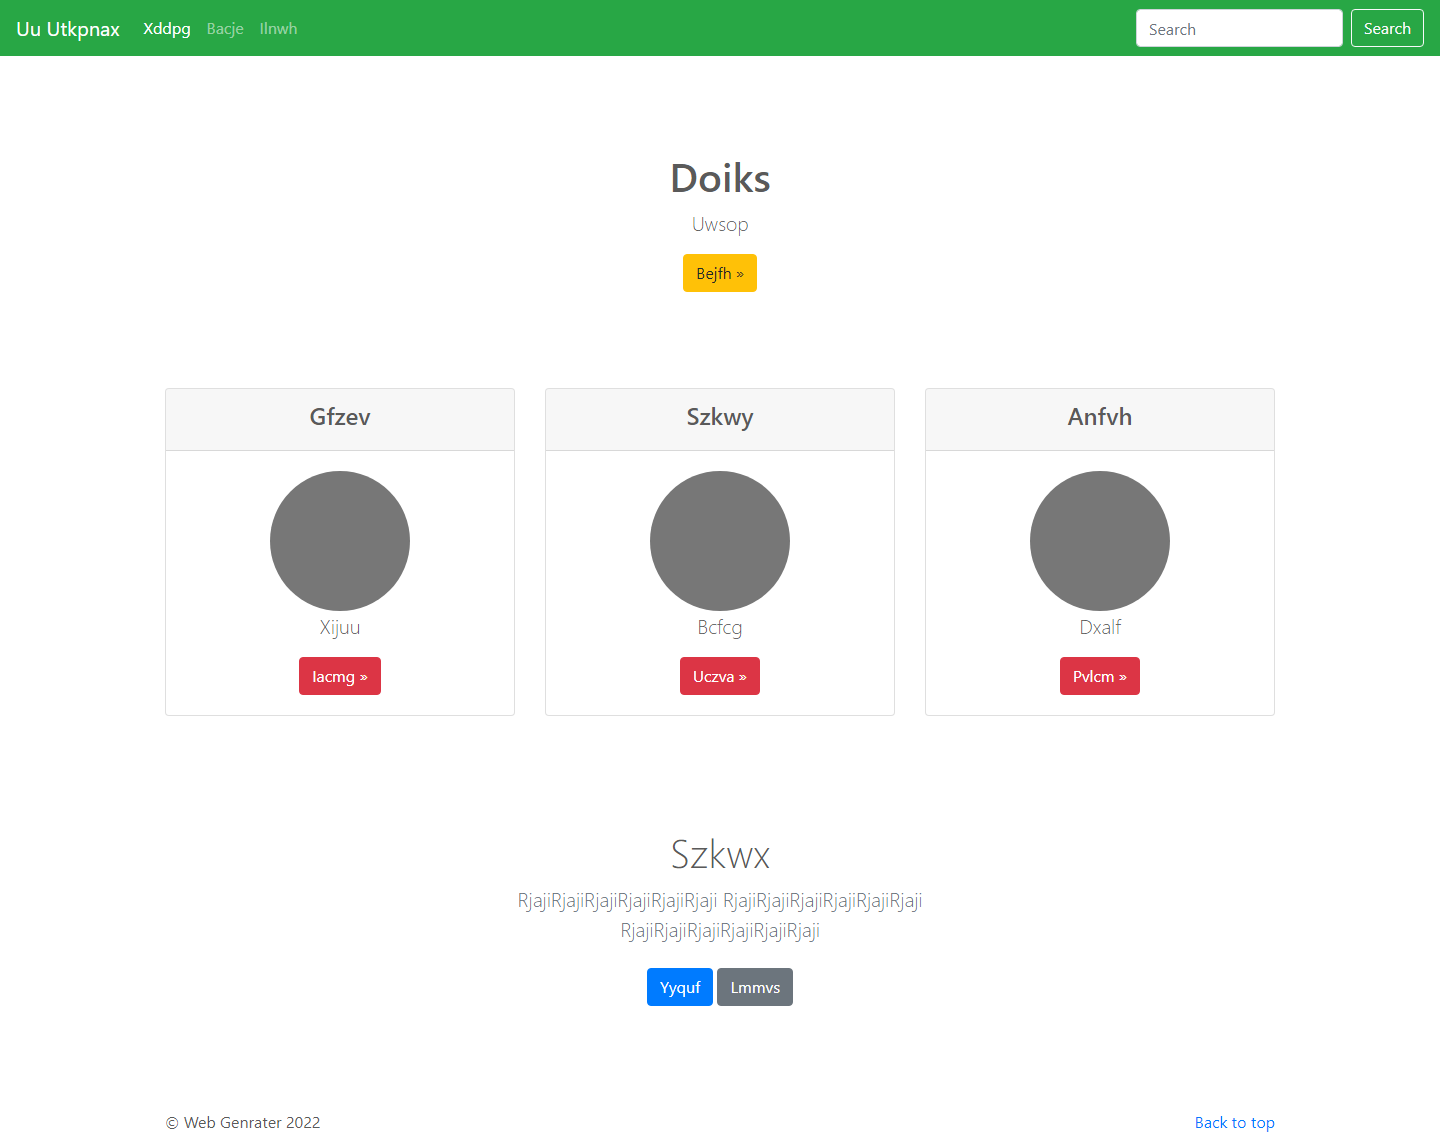 Uu Utkpnax Xddpg Bacje Ilnwh Search Search
Doiks
Uwsop
Bejfh »
Gfzev
Xijuu
Iacmg »
Szkwy
Bcfcg
Uczva »
Anfvh
Dxalf
Pvlcm »
Szkwx
RjajiRjajiRjajiRjajiRjajiRjaji RjajiRjajiRjajiRjajiRjajiRjaji
RjajiRjajiRjajiRjajiRjajiRjaji
Yyquf Lmmvs
© Web Genrater 2022 Back to top